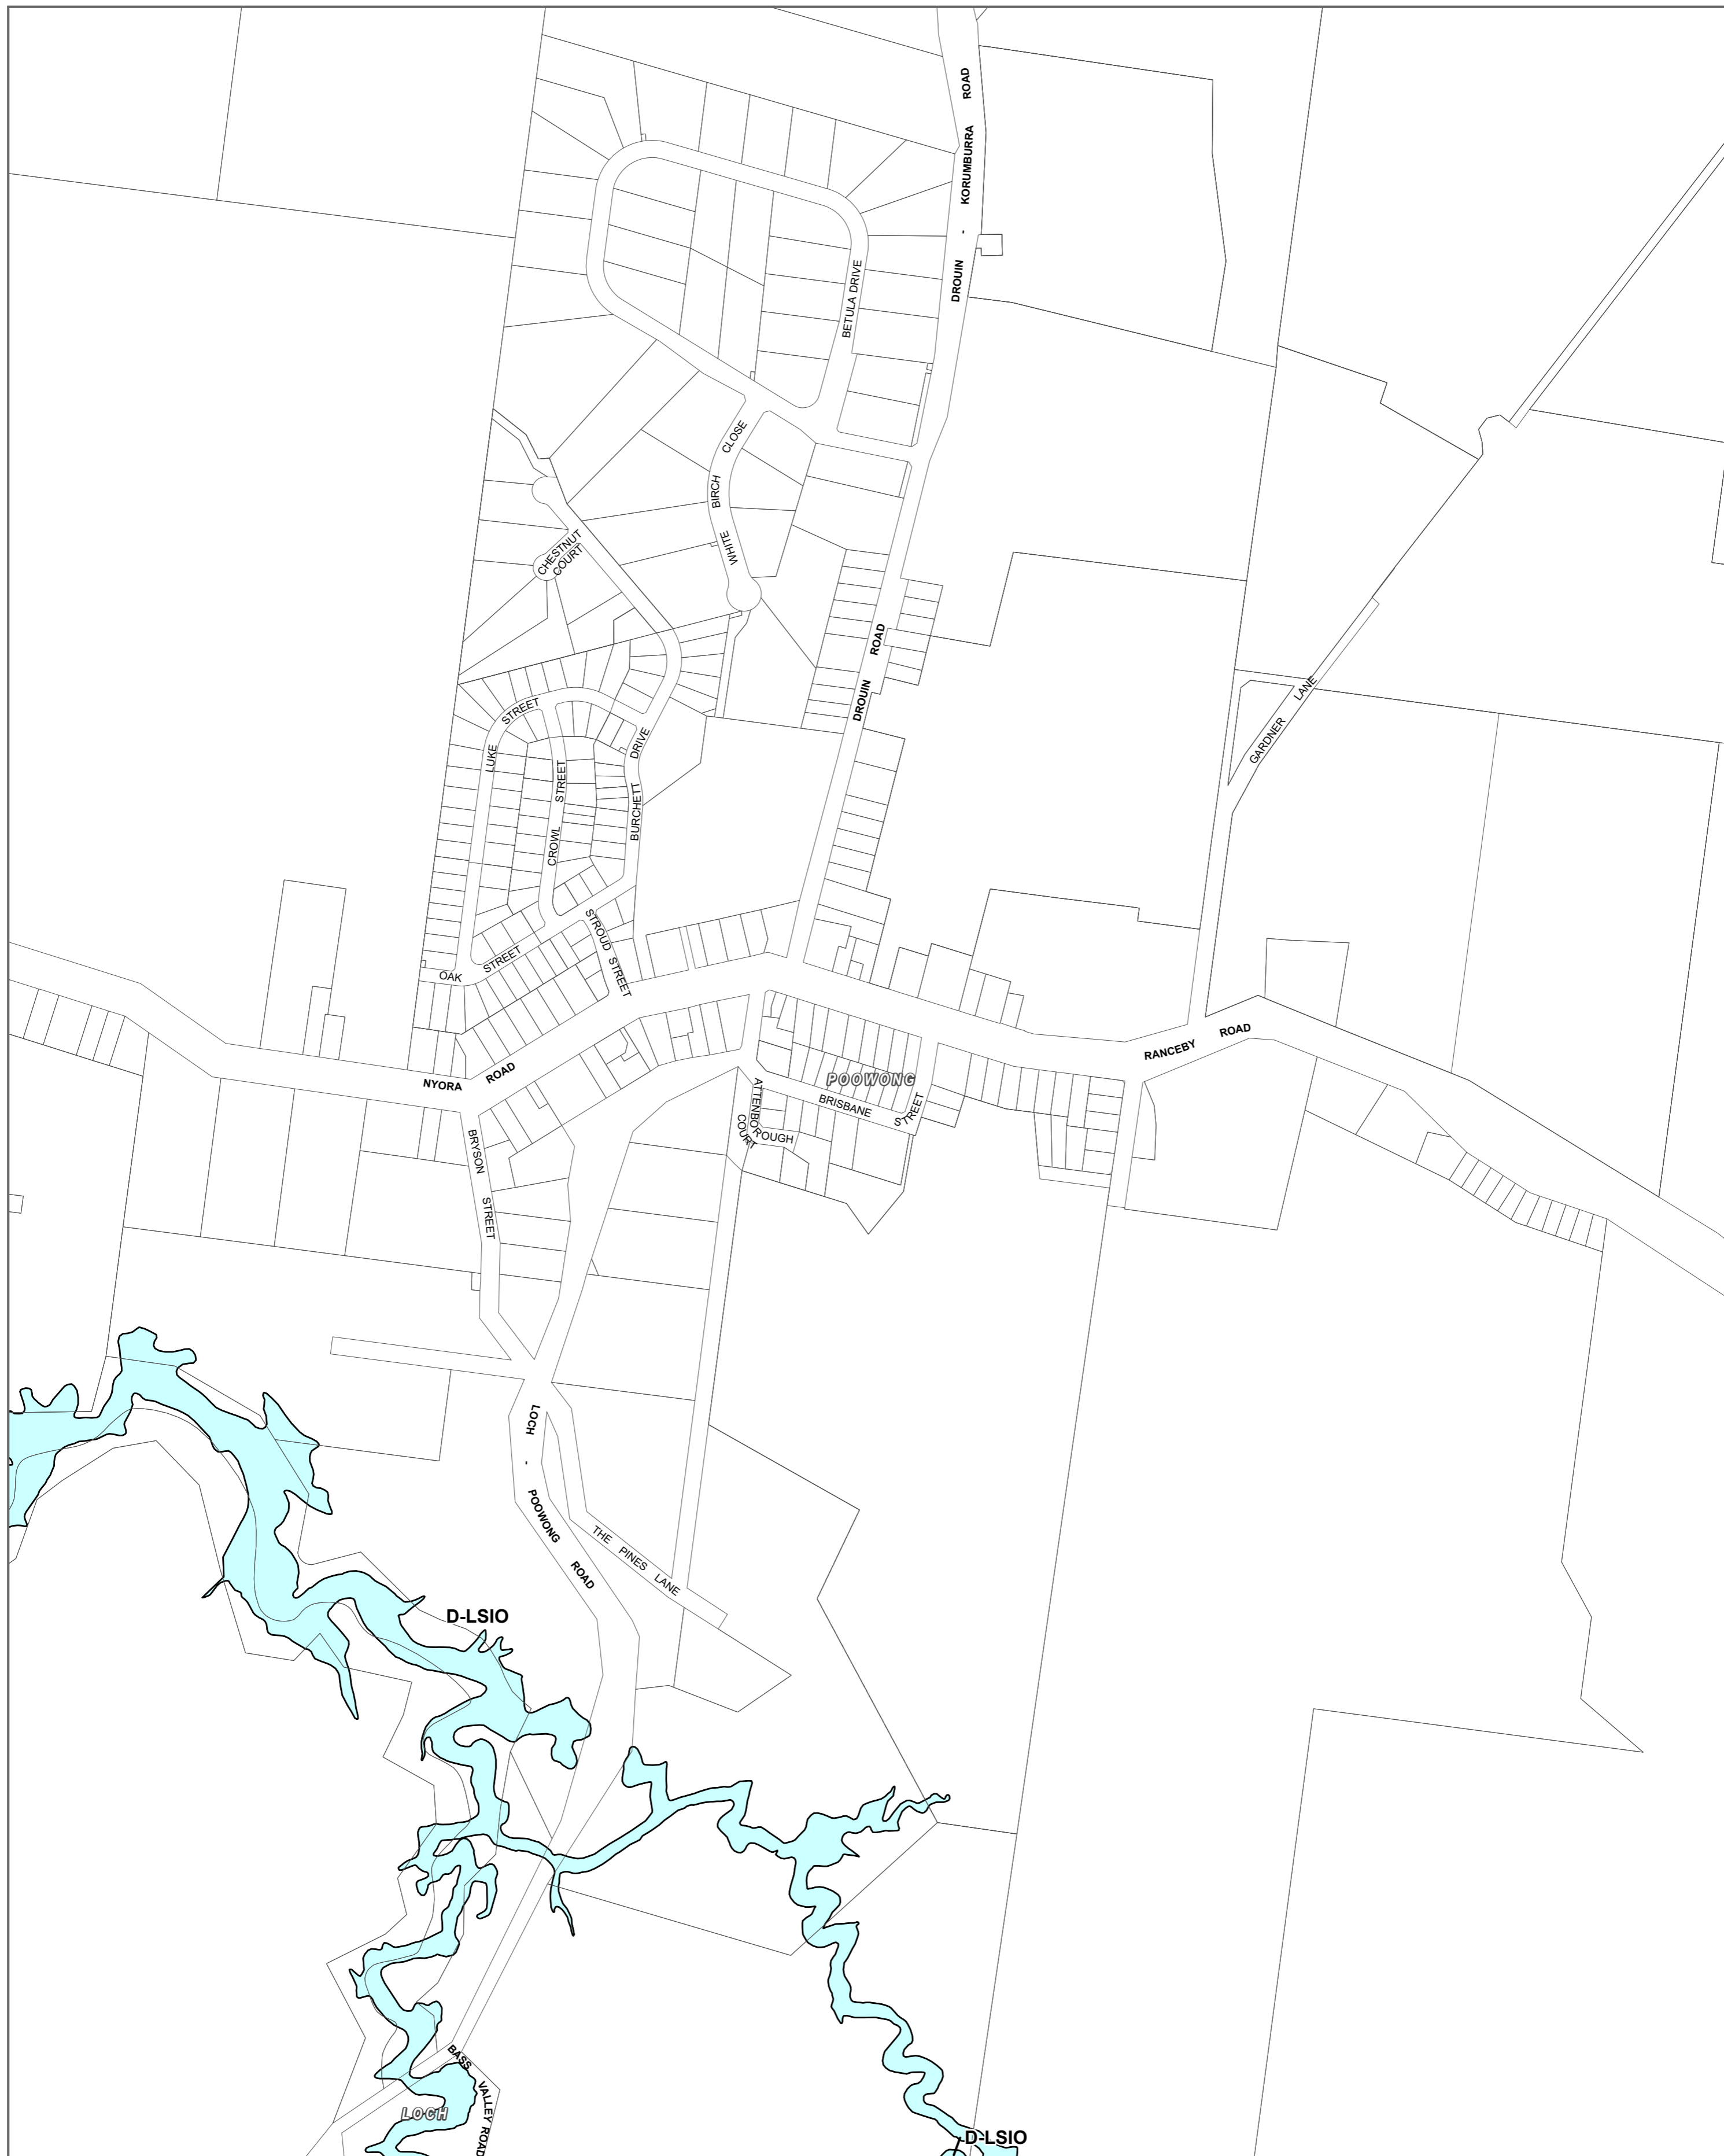 DROUIN - KORUMBURRA ROAD
BETULA DRIVE
WHITE BIRCH CLOSE
CHESTNUT
COURT
DROUIN ROAD
GARDNER LANE
LUKE STREET
CROWL STREET
BURCHETT DRIVE
STROUD STREET
OAK STREET
NYORA ROAD
RANCEBY ROAD
POOWONG
BRISBANE STREET
ATTENBOROUGH
COURT
BRYSON STREET
LOCH - POOWONG ROAD
THE PINES LANE
D-LSIO
BASS VALLEY ROAD
LOCH
D-LSIO